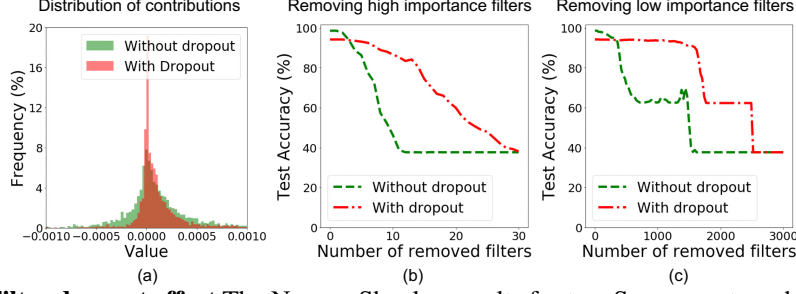 Distribution of contributions
Removing high importance filters
Removing low importance filters
20
16
12
8
4
0
Frequency (%)
Without dropout
With Dropout
−0.0010 −0.0005 0.0000 0.0005 0.0010
Value
(a)
100
80
60
40
20
0
Test Accuracy (%)
Without dropout
With dropout
0 10 20 30
Number of removed filters
(b)
100
80
60
40
20
0
Test Accuracy (%)
Without dropout
With dropout
0 1000 2000 3000
Number of removed filters
(c)